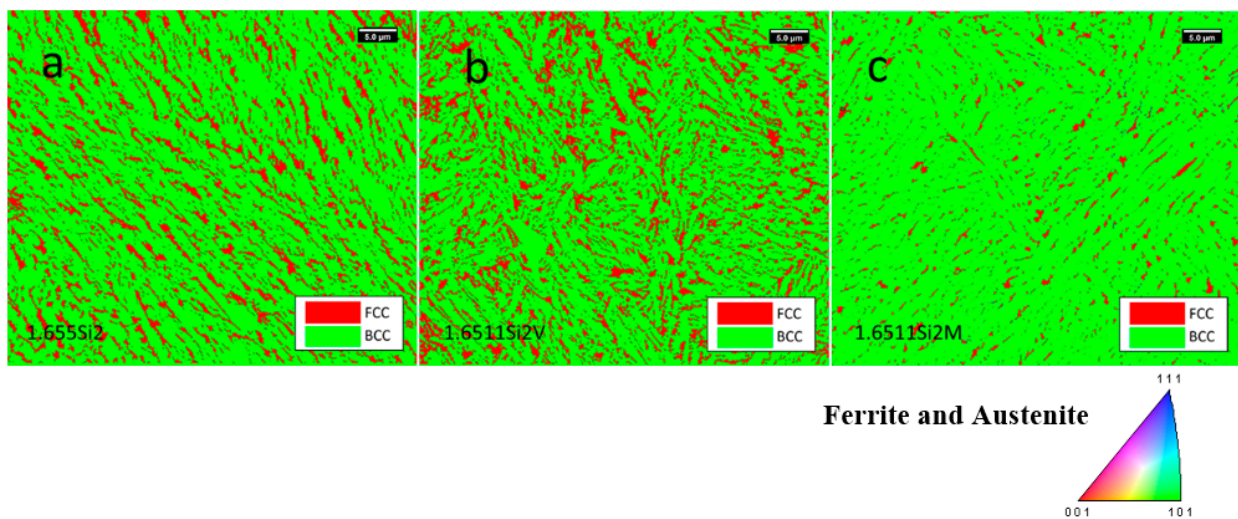 a
5.0 µm
b
5.0 µm
c
5.0 µm
1.655Si2
FCC
BCC
1.6511Si2V
FCC
BCC
1.6511Si2M
FCC
BCC
Ferrite and Austenite
111
001
101